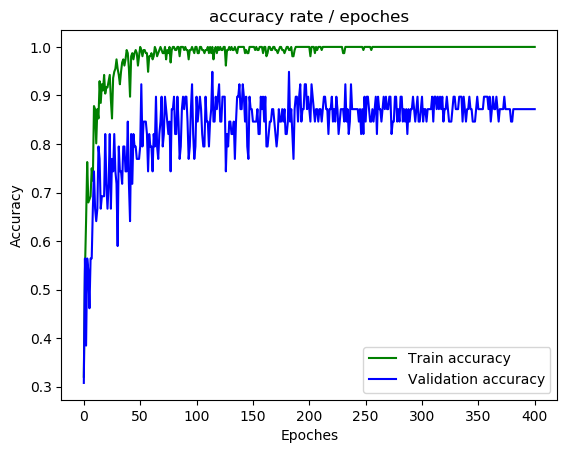 accuracy rate / epoches
1.0
0.9
0.8
0.7
0.6
0.5
0.4
0.3
Accuracy
Train accuracy
Validation accuracy
0 50 100 150 200 250 300 350 400
Epoches